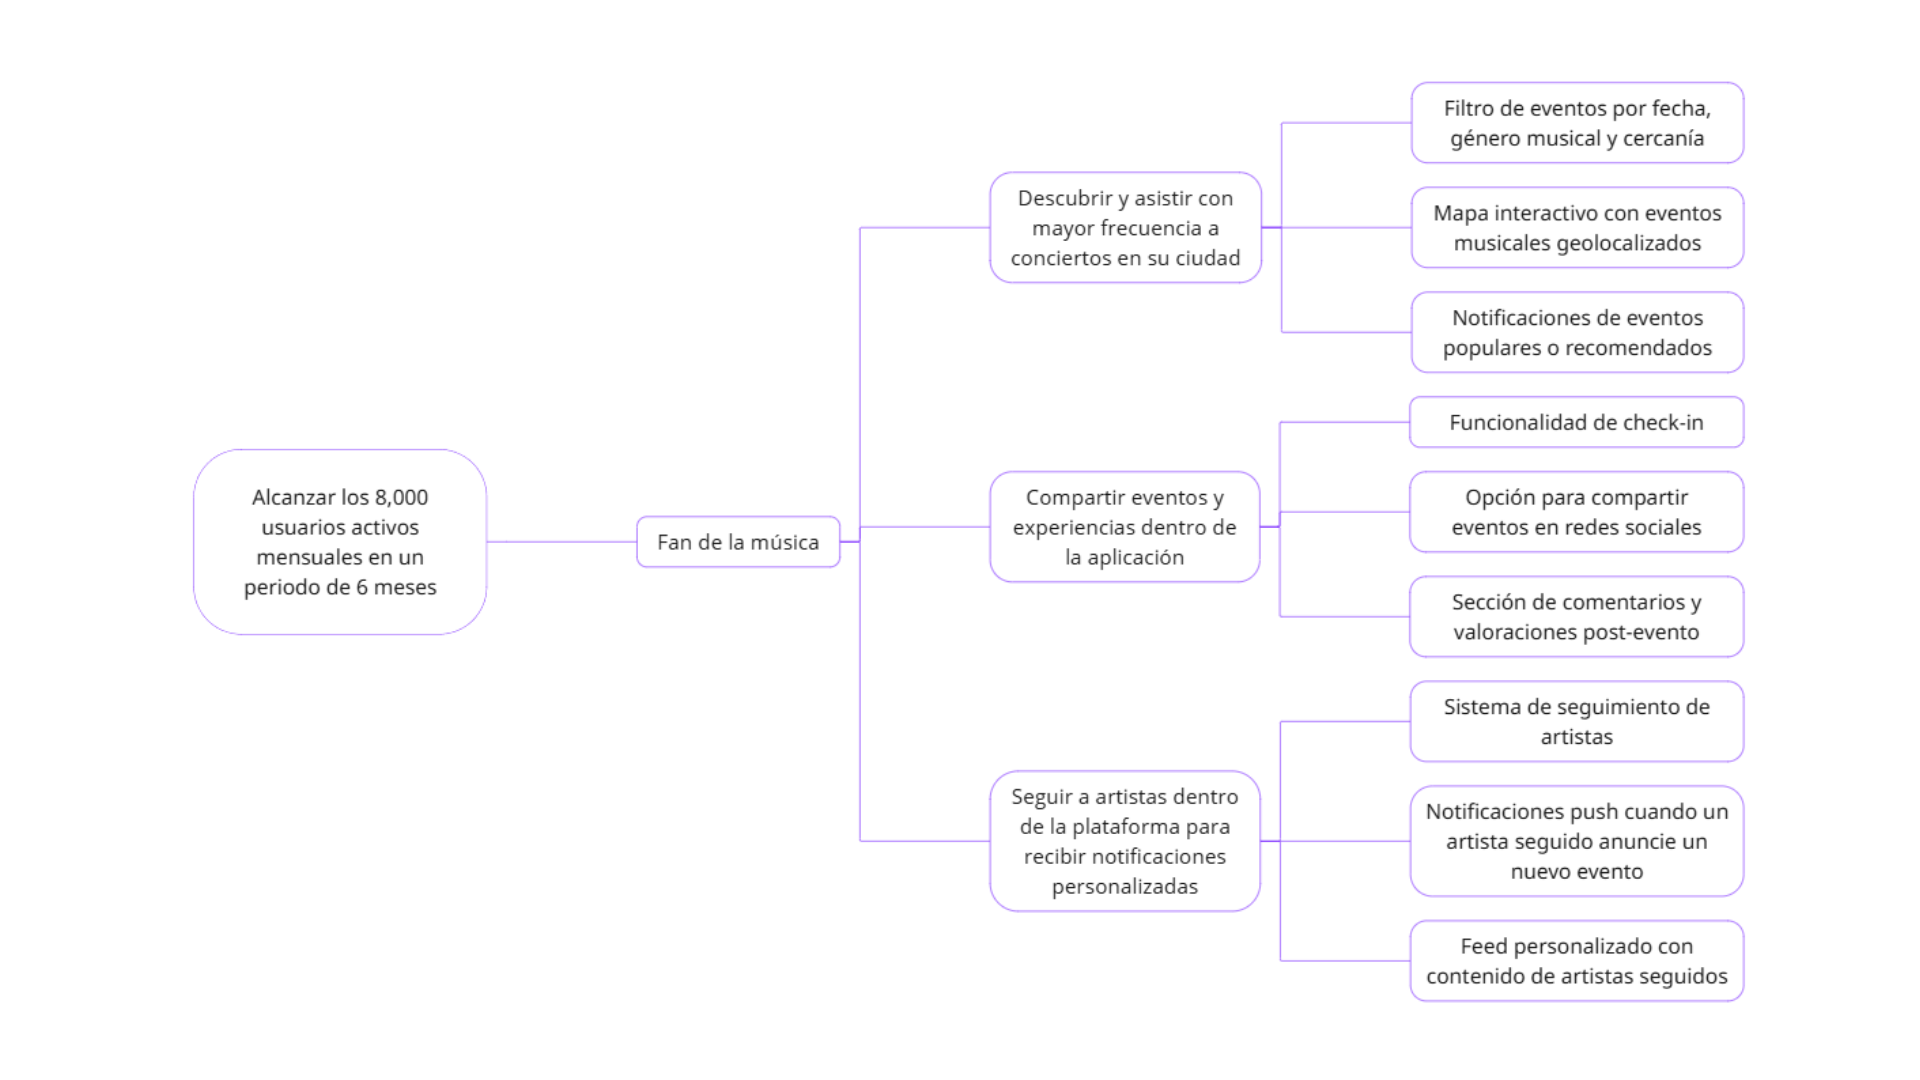 Alcanzar los 8,000
usuarios activos
mensuales en un
periodo de 6 meses
Fan de la música
Descubrir y asistir con
mayor frecuencia a
conciertos en su ciudad
Filtro de eventos por fecha,
género musical y cercanía
Mapa interactivo con eventos
musicales geolocalizados
Notificaciones de eventos
populares o recomendados
Compartir eventos y
experiencias dentro de
la aplicación
Funcionalidad de check-in
Opción para compartir
eventos en redes sociales
Sección de comentarios y
valoraciones post-evento
Seguir a artistas dentro
de la plataforma para
recibir notificaciones
personalizadas
Sistema de seguimiento de
artistas
Notificaciones push cuando un
artista seguido anuncie un
nuevo evento
Feed personalizado con
contenido de artistas seguidos